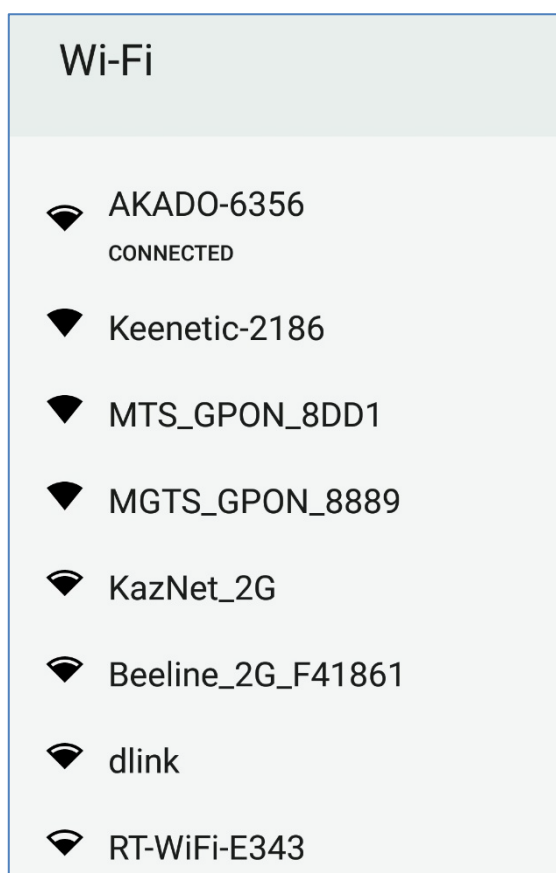 Wi-Fi
AKADO-6356
CONNECTED
Keenetic-2186
MTS_GPON_8DD1
MGTS_GPON_8889
KazNet_2G
Beeline_2G_F41861
dlink
RT-WiFi-E343